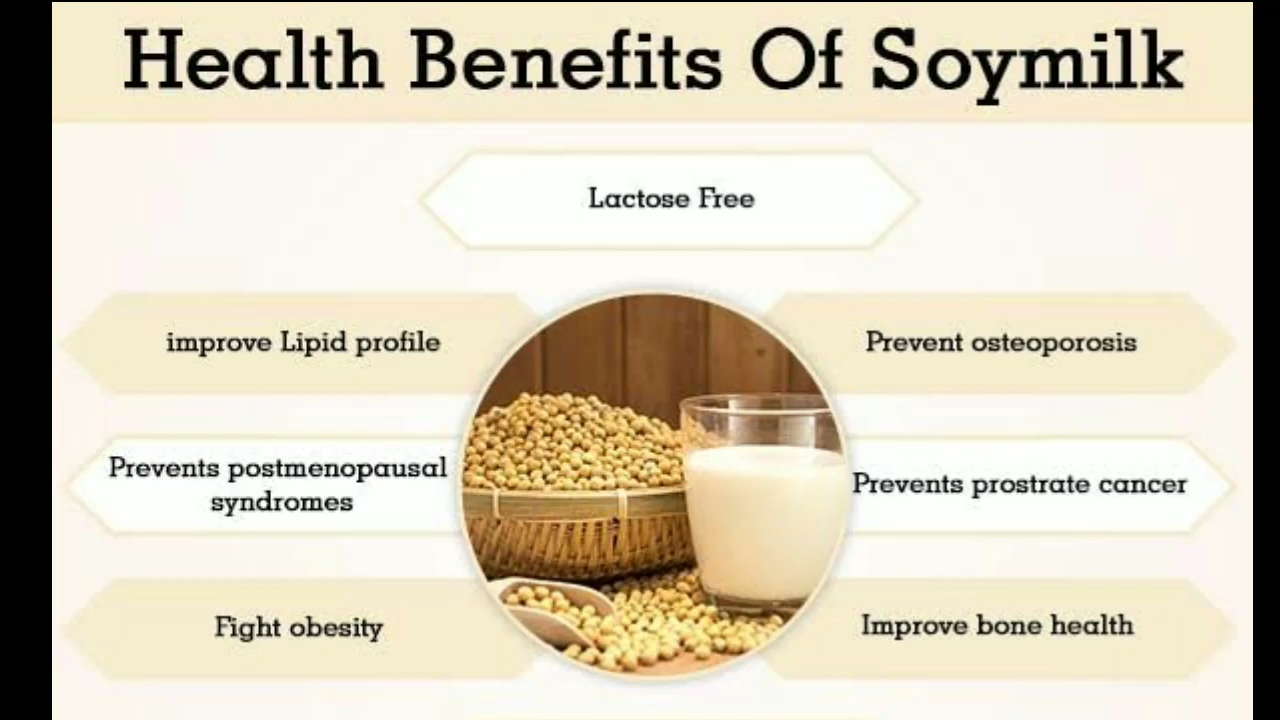 Health Benefits Of Soymilk
Lactose Free
improve Lipid profile
Prevent osteoporosis
Prevents postmenopausal
syndromes
Prevents prostrate cancer
Fight obesity
Improve bone health